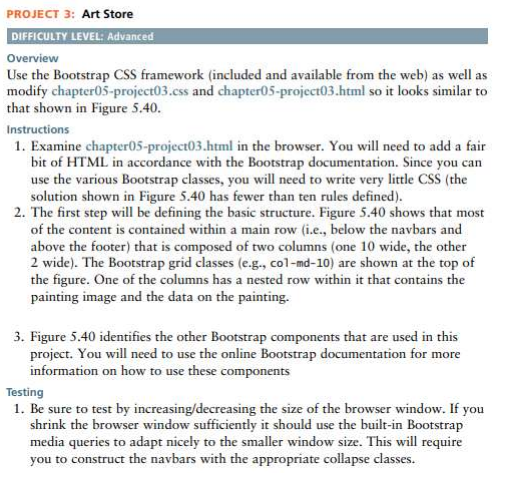 PROJECT 3: Art Store
DIFFICULTY LEVEL: Advanced
Overview
Use the Bootstrap CSS framework (included and available from the web) as well as
modify chapter05-project03.css and chapter05-project03.html so it looks similar to
that shown in Figure 5.40.
Instructions
1. Examine chapter05-project03.html in the browser. You will need to add a fair
bit of HTML in accordance with the Bootstrap documentation. Since you can
use the various Bootstrap classes, you will need to write very little CSS (the
solution shown in Figure 5.40 has fewer than ten rules defined).
2. The first step will be defining the basic structure. Figure 5.40 shows that most
of the content is contained within a main row (i.e., below the navbars and
above the footer) that is composed of two columns (one 10 wide, the other
2 wide). The Bootstrap grid classes (e.g., col-md-10) are shown at the top of
the figure. One of the columns has a nested row within it that contains the
painting image and the data on the painting.
3. Figure 5.40 identifies the other Bootstrap components that are used in this
project. You will need to use the online Bootstrap documentation for more
information on how to use these components
Testing
1. Be sure to test by increasing/decreasing the size of the browser window. If you
shrink the browser window sufficiently it should use the built-in Bootstrap
media queries to adapt nicely to the smaller window size. This will require
you to construct the navbars with the appropriate collapse classes.